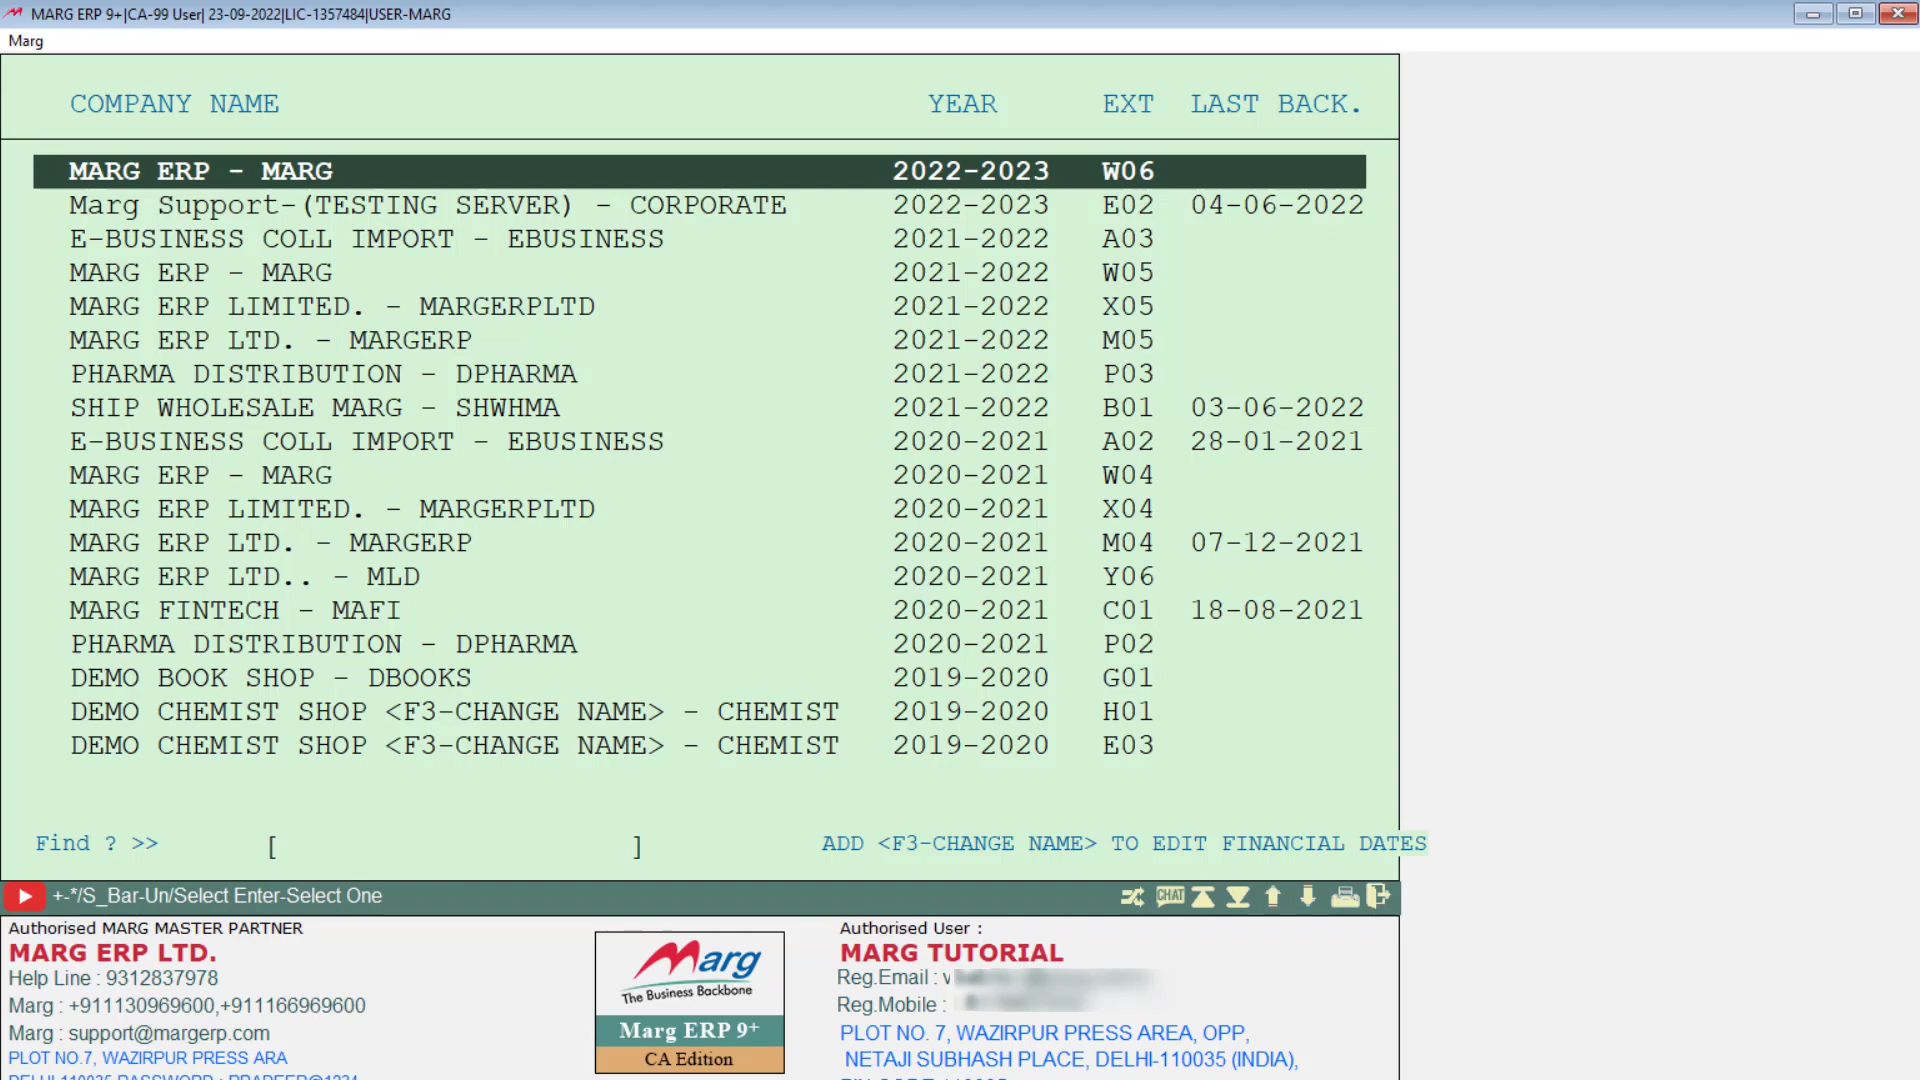 MARG ERP 9+|CA-99 User| 23-09-2022|LIC-1357484|USER-MARG
Marg
COMPANY NAME YEAR EXT LAST BACK.
MARG ERP - MARG 2022-2023 W06
Marg Support-(TESTING SERVER) - CORPORATE 2022-2023 E02 04-06-2022
E-BUSINESS COLL IMPORT - EBUSINESS 2021-2022 A03
MARG ERP - MARG 2021-2022 W05
MARG ERP LIMITED. - MARGERPLTD 2021-2022 X05
MARG ERP LTD. - MARGERP 2021-2022 M05
PHARMA DISTRIBUTION - DPHARMA 2021-2022 P03
SHIP WHOLESALE MARG - SHWHMA 2021-2022 B01 03-06-2022
E-BUSINESS COLL IMPORT - EBUSINESS 2020-2021 A02 28-01-2021
MARG ERP - MARG 2020-2021 W04
MARG ERP LIMITED. - MARGERPLTD 2020-2021 X04
MARG ERP LTD. - MARGERP 2020-2021 M04 07-12-2021
MARG ERP LTD.. - MLD 2020-2021 Y06
MARG FINTECH - MAFI 2020-2021 C01 18-08-2021
PHARMA DISTRIBUTION - DPHARMA 2020-2021 P02
DEMO BOOK SHOP - DBOOKS 2019-2020 G01
DEMO CHEMIST SHOP <F3-CHANGE NAME> - CHEMIST 2019-2020 H01
DEMO CHEMIST SHOP <F3-CHANGE NAME> - CHEMIST 2019-2020 E03
Find ? >> [ ] ADD <F3-CHANGE NAME> TO EDIT FINANCIAL DATES
+-*/S_Bar-Un/Select Enter-Select One CHAT
Authorised MARG MASTER PARTNER
MARG ERP LTD.
Help Line : 9312837978
Marg : +911130969600,+911166969600
Marg : support@margerp.com
PLOT NO.7, WAZIRPUR PRESS ARA
Marg
The Business Backbone
Marg ERP 9+
CA Edition
Authorised User :
MARG TUTORIAL
Reg.Email : v
Reg.Mobile :
PLOT NO. 7, WAZIRPUR PRESS AREA, OPP,
NETAJI SUBHASH PLACE, DELHI-110035 (INDIA),